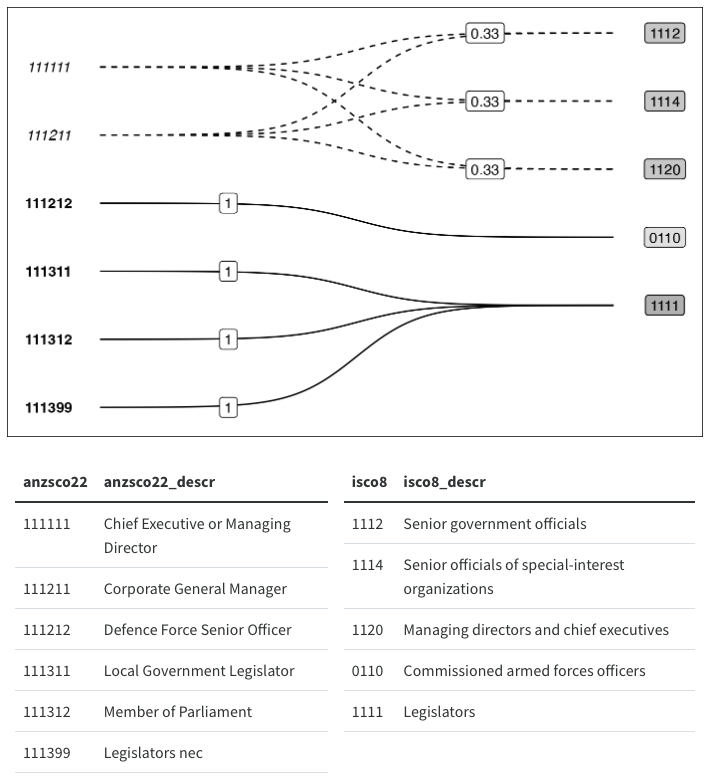 111111
111211
111212
111311
111312
111399
1
1
1
1
0.33
0.33
0.33
1112
1114
1120
0110
1111
anzsco22 anzsco22_descr
111111 Chief Executive or Managing
Director
111211 Corporate General Manager
111212 Defence Force Senior Officer
111311 Local Government Legislator
111312 Member of Parliament
111399 Legislators nec
isco8 isco8_descr
1112 Senior government officials
1114 Senior officials of special-interest
organizations
1120 Managing directors and chief executives
0110 Commissioned armed forces officers
1111 Legislators